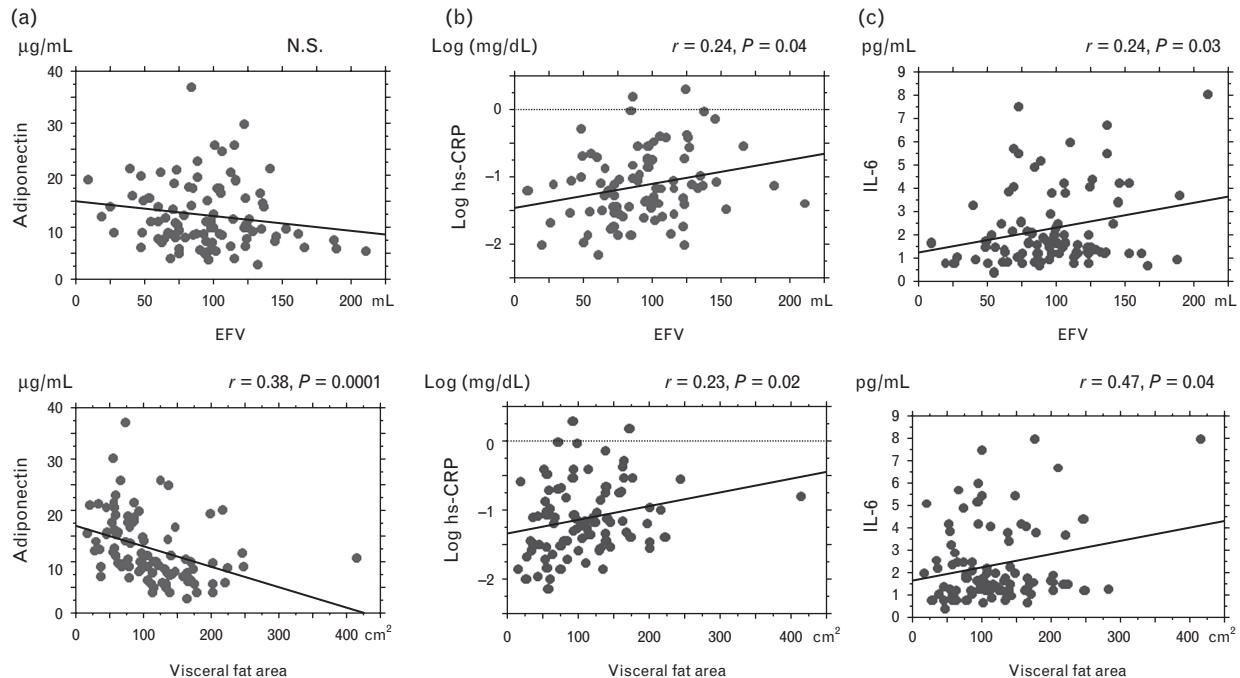 (a)
μg/mL
N.S.
Adiponectin
40
30
20
10
0
0
50
100
150
200
mL
EFV
(b)
Log (mg/dL)
r = 0.24, P = 0.04
Log hs-CRP
0
−1
−2
0
50
100
150
200
mL
EFV
(c)
pg/mL
r = 0.24, P = 0.03
IL-6
9
8
7
6
5
4
3
2
1
0
0
50
100
150
200
mL
EFV
μg/mL
r = 0.38, P = 0.0001
Adiponectin
40
30
20
10
0
0
100
200
300
400
cm²
Visceral fat area
Log (mg/dL)
r = 0.23, P = 0.02
Log hs-CRP
0
−1
−2
0
100
200
300
400
cm²
Visceral fat area
pg/mL
r = 0.47, P = 0.04
IL-6
9
8
7
6
5
4
3
2
1
0
0
100
200
300
400
cm²
Visceral fat area